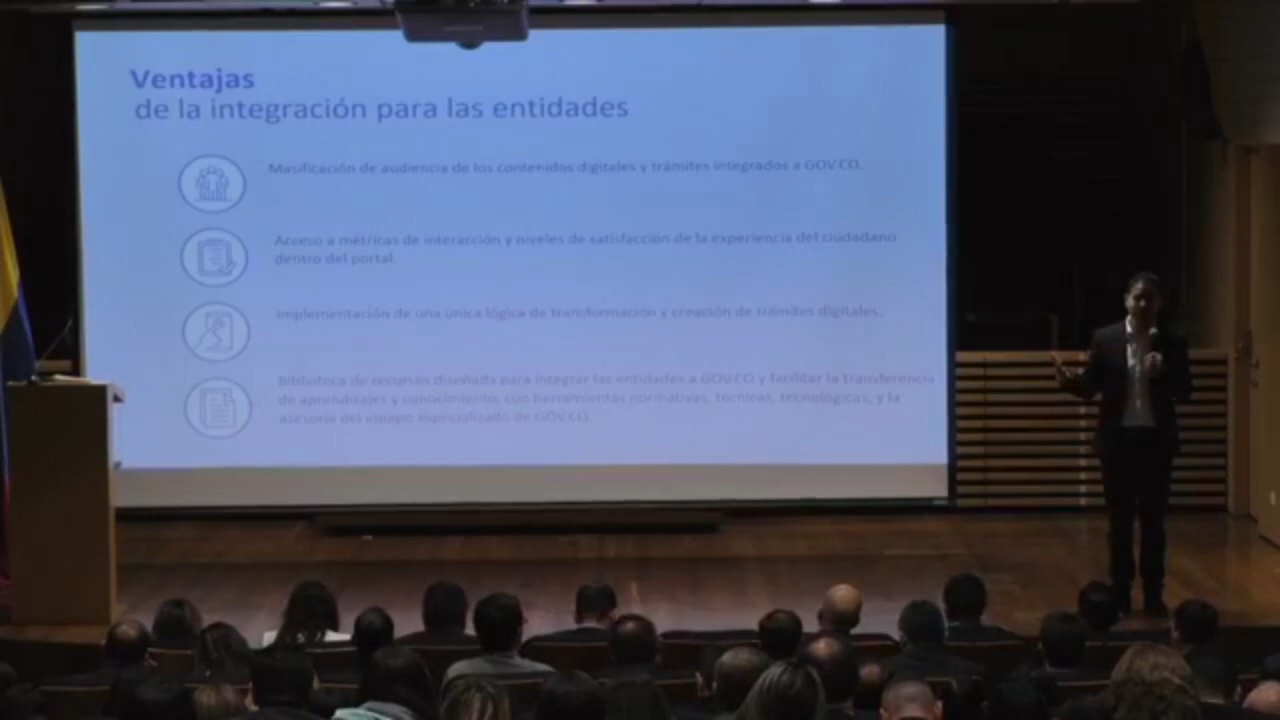 Ventajas
de la integración para las entidades
Masificación de audiencia de los contenidos digitales y trámites integrados a GOV.CO.
Acceso a métricas de interacción y niveles de satisfacción de la experiencia del ciudadano
dentro del portal.
Implementación de una única lógica de transformación y creación de trámites digitales.
Biblioteca de recursos diseñada para integrar las entidades a GOV.CO y facilitar la transferencia
de aprendizajes y conocimiento, con herramientas normativas, técnicas, tecnológicas, y la
asesoría del equipo especializado de GOV.CO.